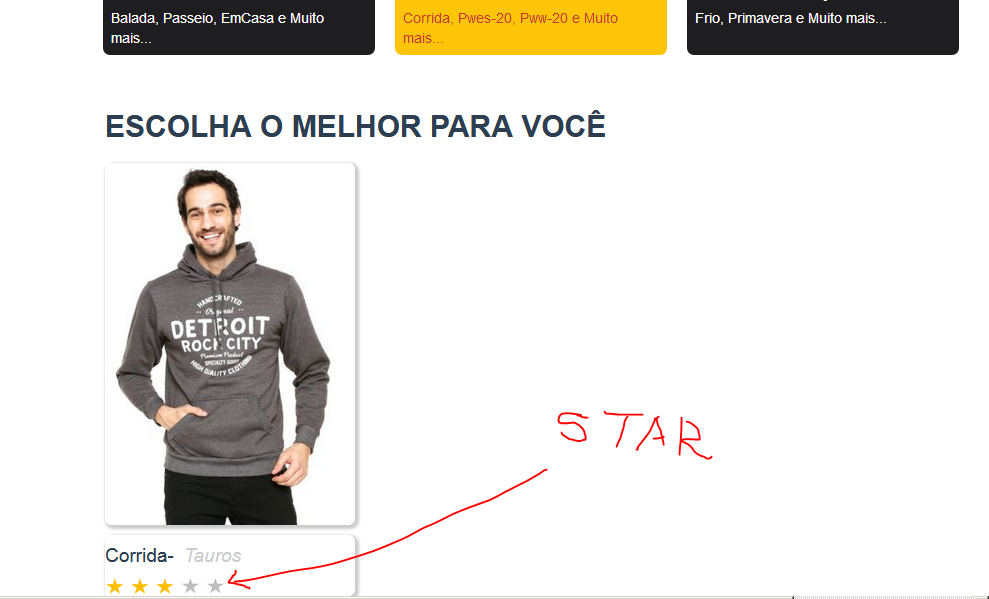 Balada, Passeio, EmCasa e Muito
mais...
Corrida, Pwes-20, Pww-20 e Muito
mais...
Frio, Primavera e Muito mais...
ESCOLHA O MELHOR PARA VOCÊ
HANDCRAFTED
Original
DETROIT
ROCK CITY
Premium Product
SPECIALTY GOODS
HIGH QUALITY CLOTHING
STAR
Corrida- Tauros